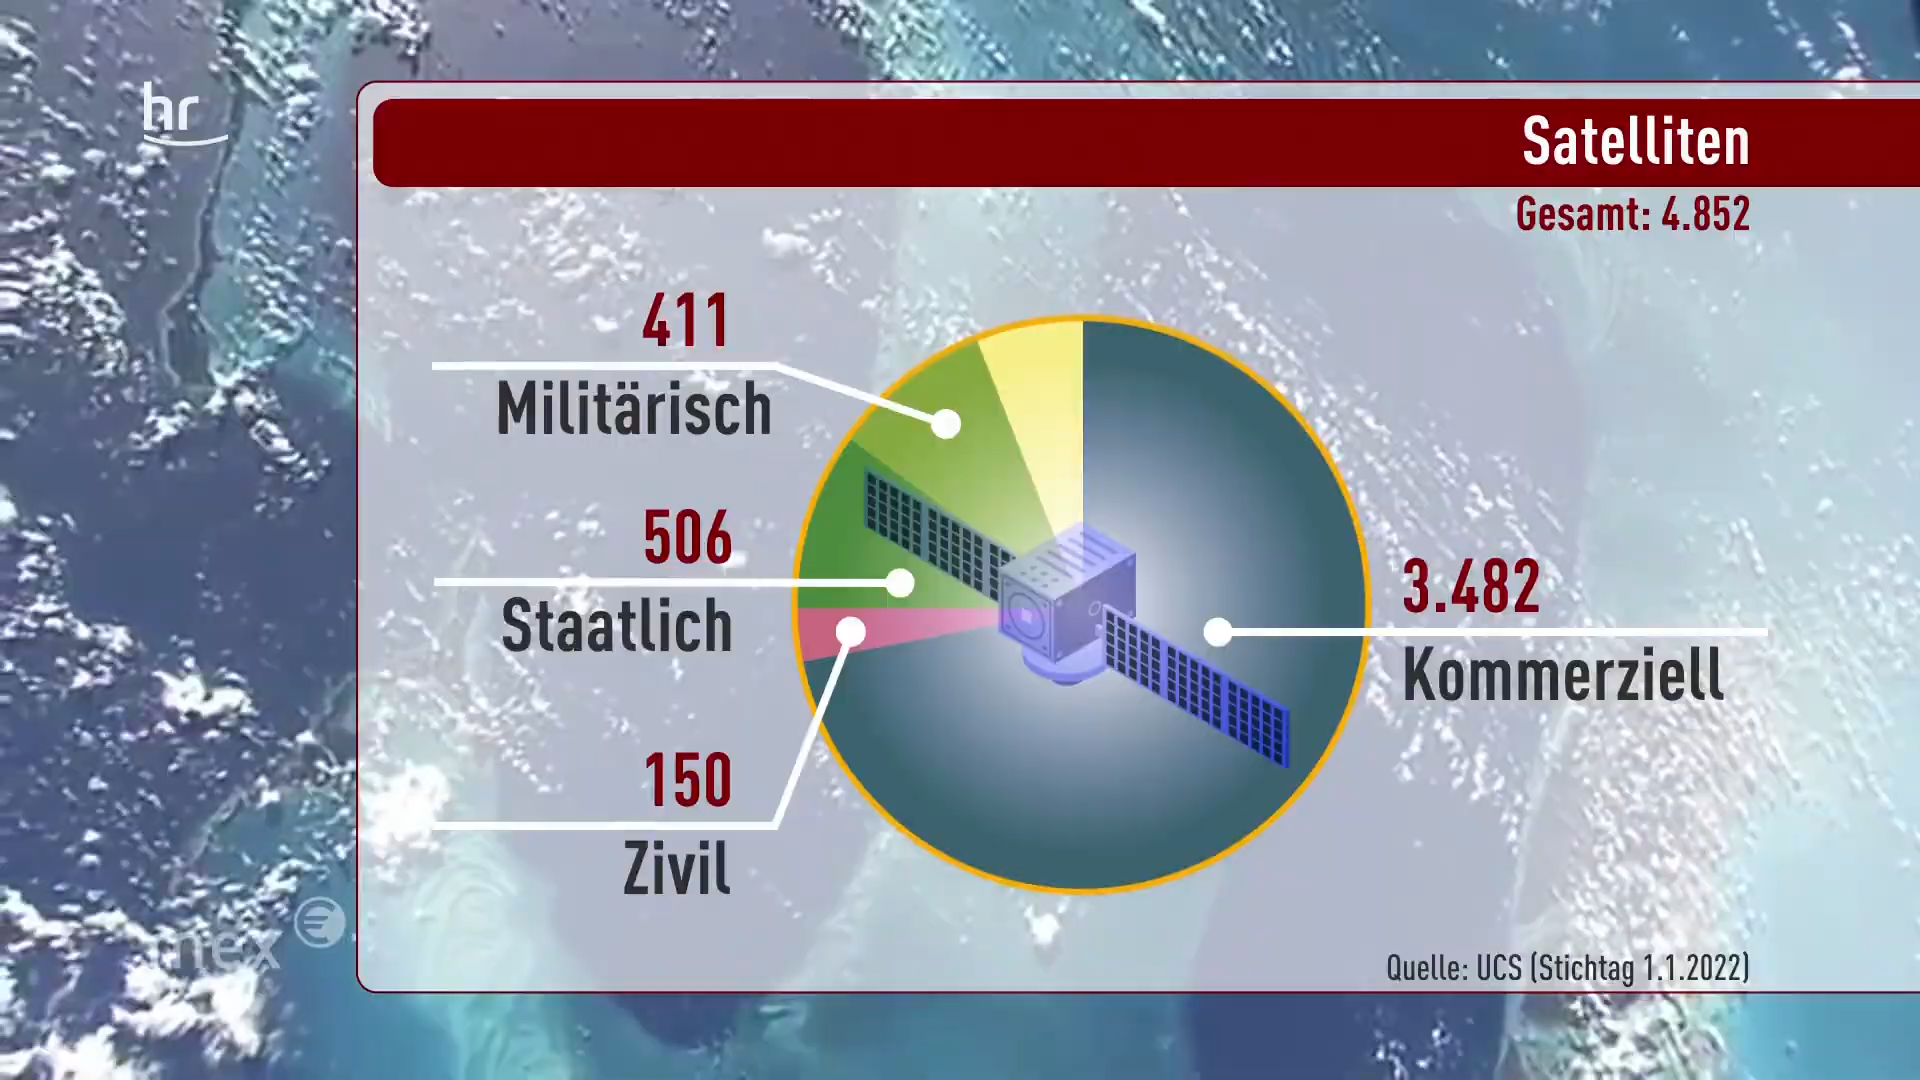 hr
Satelliten
Gesamt: 4.852
411
Militärisch
506
Staatlich
150
Zivil
3.482
Kommerziell
mex
Quelle: UCS (Stichtag 1.1.2022)